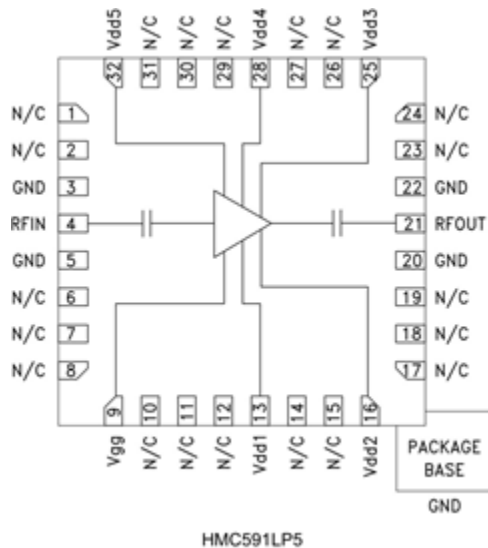 Vdd5 N/C N/C N/C Vdd4 N/C N/C Vdd3
32 31 30 29 28 27 26 25
N/C 1 24 N/C
N/C 2 23 N/C
GND 3 22 GND
RFIN 4 21 RFOUT
GND 5 20 GND
N/C 6 19 N/C
N/C 7 18 N/C
N/C 8 17 N/C
9 10 11 12 13 14 15 16
Vgg N/C N/C N/C Vdd1 N/C N/C Vdd2
PACKAGE
BASE
GND
HMC591LP5